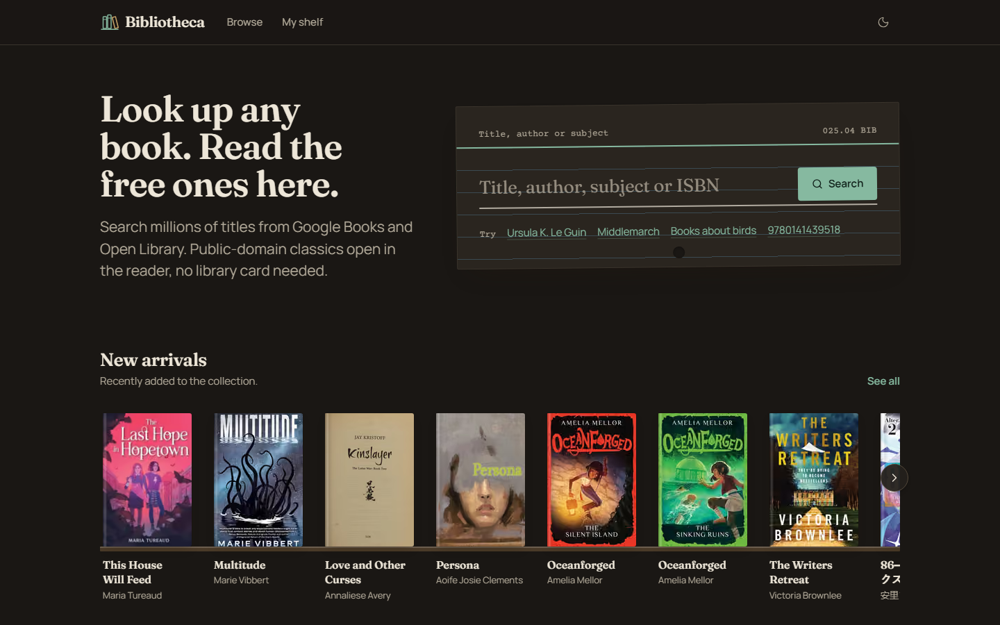 Bibliotheca
Browse
My shelf
Look up any
book. Read the
free ones here.
Search millions of titles from Google Books and
Open Library. Public-domain classics open in
the reader, no library card needed.
Title, author or subject
025.04 BIB
Title, author, subject or ISBN
Search
Try
Ursula K. Le Guin
Middlemarch
Books about birds
9780141439518
New arrivals
Recently added to the collection.
See all
The
Last Hope
in Hopetown
MARIA TUREAUD
MULTITUDE
MARIE VIBBERT
JAY KRISTOFF
Kinslayer
The Lotus War: Book Two
Persona
AMELIA MELLOR
OCEANFORGED
THE
SILENT ISLAND
AMELIA MELLOR
OCEANFORGED
THE
SINKING RUINS
THE
WRITERS
RETREAT
THEY'RE DYING
TO BECOME
BESTSELLERS
VICTORIA
BROWNLEE
Alter.
2
This House
Will Feed
Maria Tureaud
Multitude
Marie Vibbert
Love and Other
Curses
Annaliese Avery
Persona
Aoife Josie Clements
Oceanforged
Amelia Mellor
Oceanforged
Amelia Mellor
The Writers
Retreat
Victoria Brownlee
86—
クス
安里